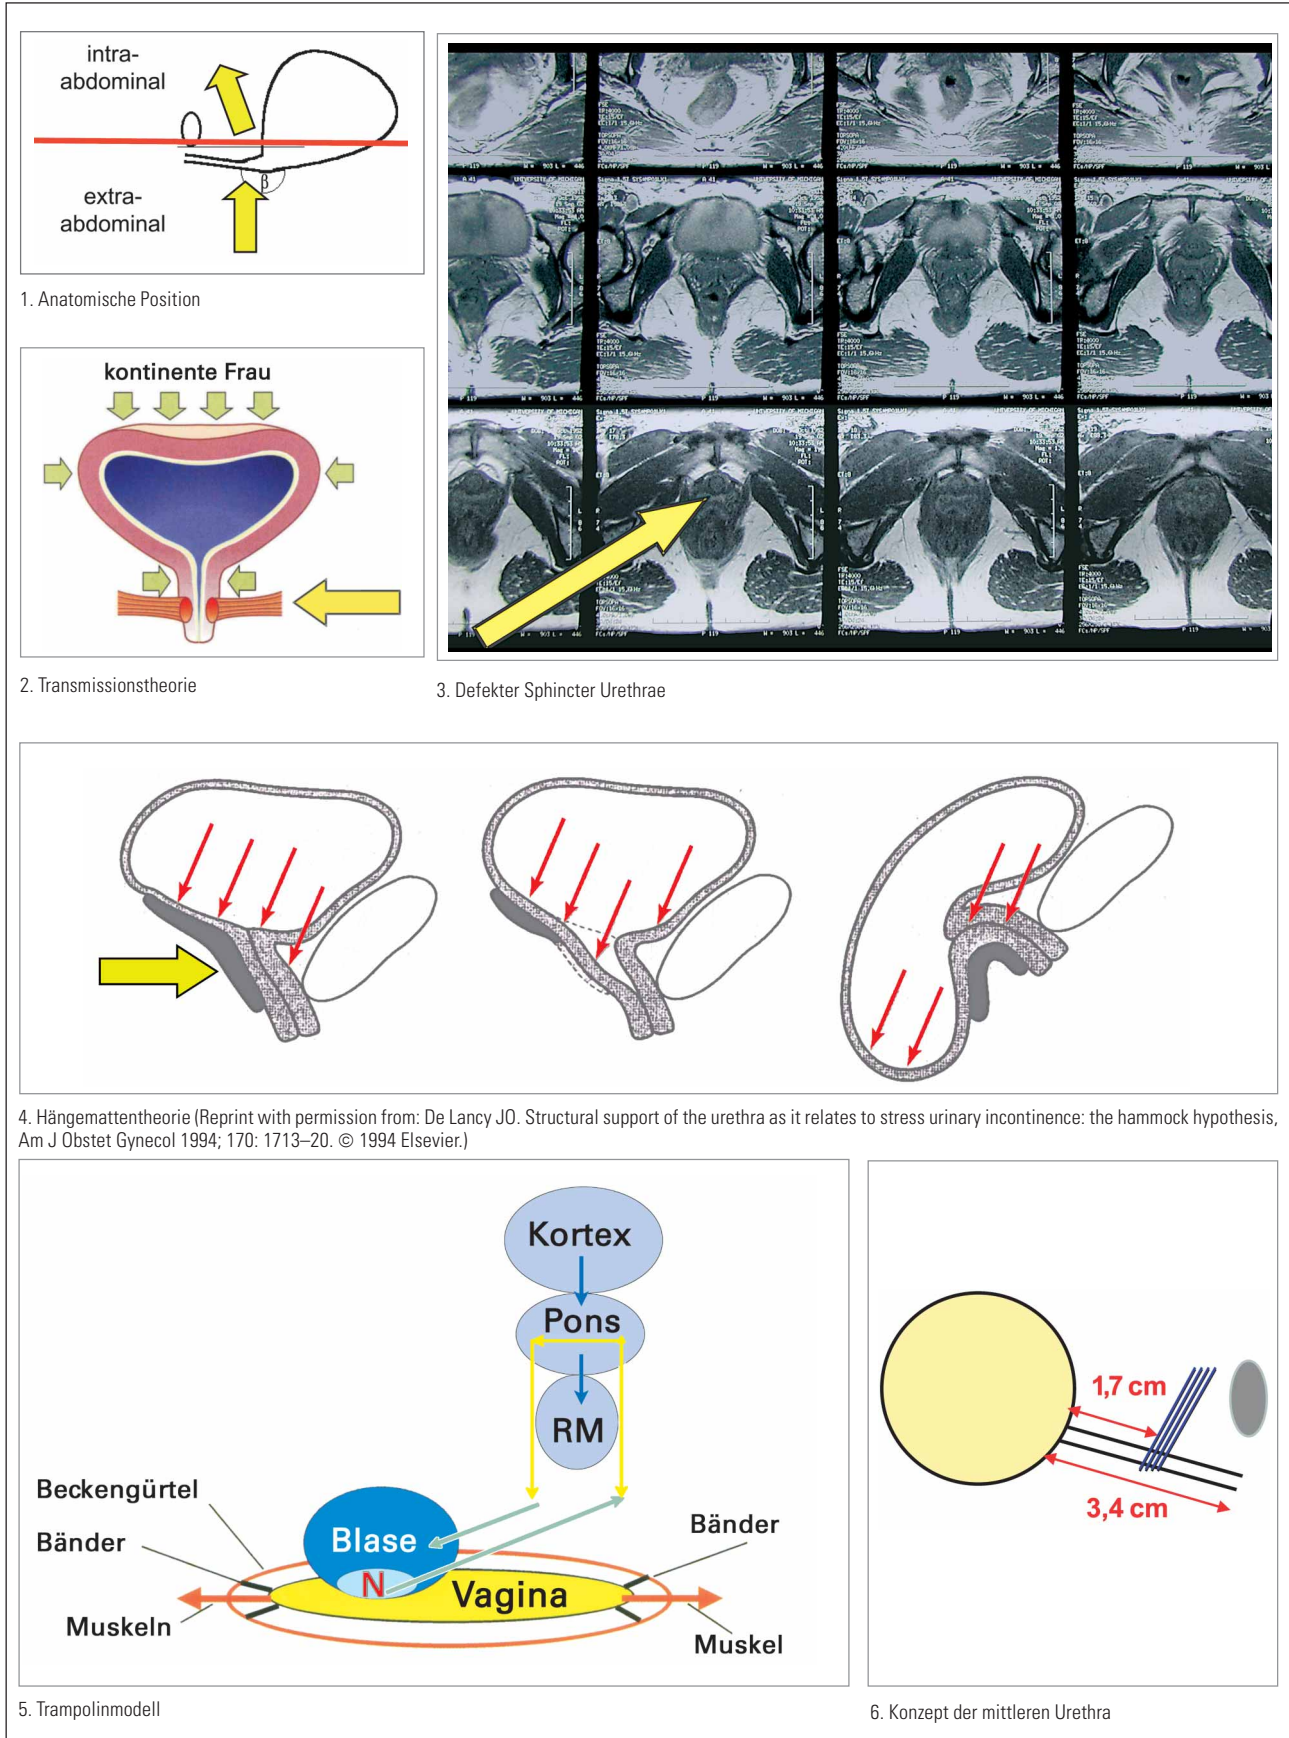 intra-
abdominal
β
extra-
abdominal
1. Anatomische Position
kontinente Frau
2. Transmissionstheorie
3. Defekter Sphincter Urethrae
4. Hängemattentheorie (Reprint with permission from: De Lancy JO. Structural support of the urethra as it relates to stress urinary incontinence: the hammock hypothesis,
Am J Obstet Gynecol 1994; 170: 1713–20. © 1994 Elsevier.)
Kortex
Pons
RM
Beckengürtel
Bänder
Blase
N
Vagina
Muskeln
Bänder
Muskel
5. Trampolinmodell
1,7 cm
3,4 cm
6. Konzept der mittleren Urethra